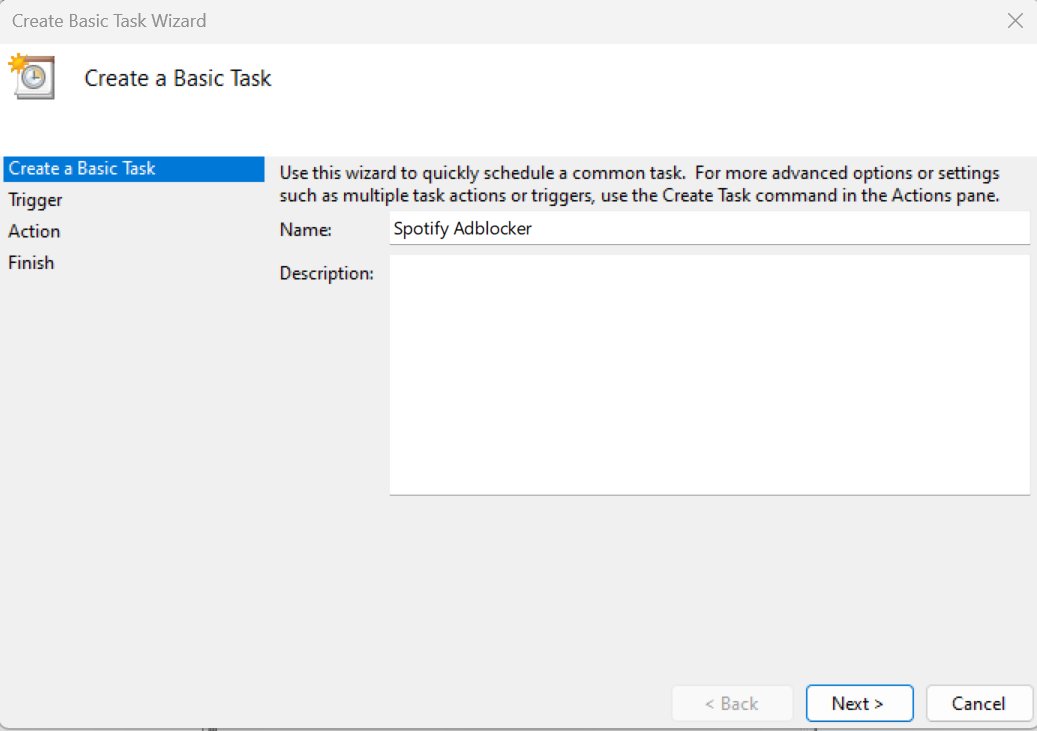 Create Basic Task Wizard
Create a Basic Task
Create a Basic Task
Trigger
Action
Finish
Use this wizard to quickly schedule a common task.  For more advanced options or settings
such as multiple task actions or triggers, use the Create Task command in the Actions pane.
Name:
Spotify Adblocker
Description:
< Back
Next >
Cancel